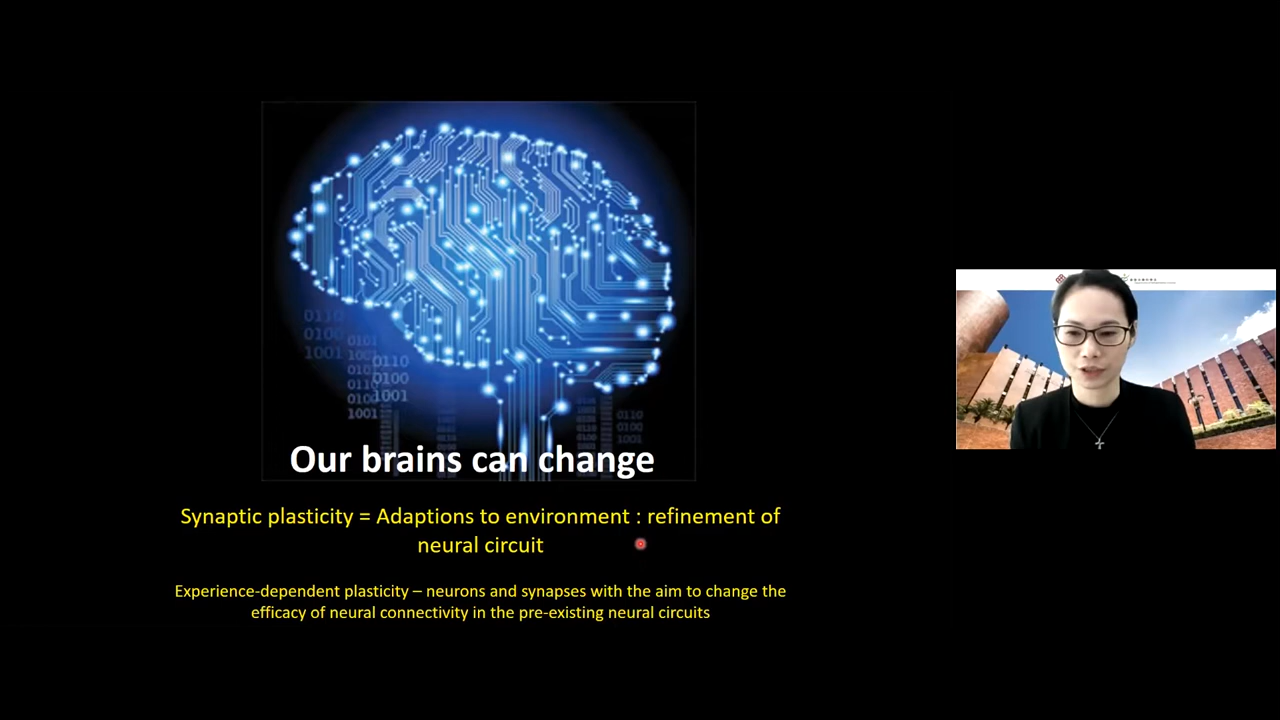 0110
0100
1001
0110
0100
1001
Our brains can change
Synaptic plasticity = Adaptions to environment : refinement of
neural circuit
Experience-dependent plasticity – neurons and synapses with the aim to change the
efficacy of neural connectivity in the pre-existing neural circuits